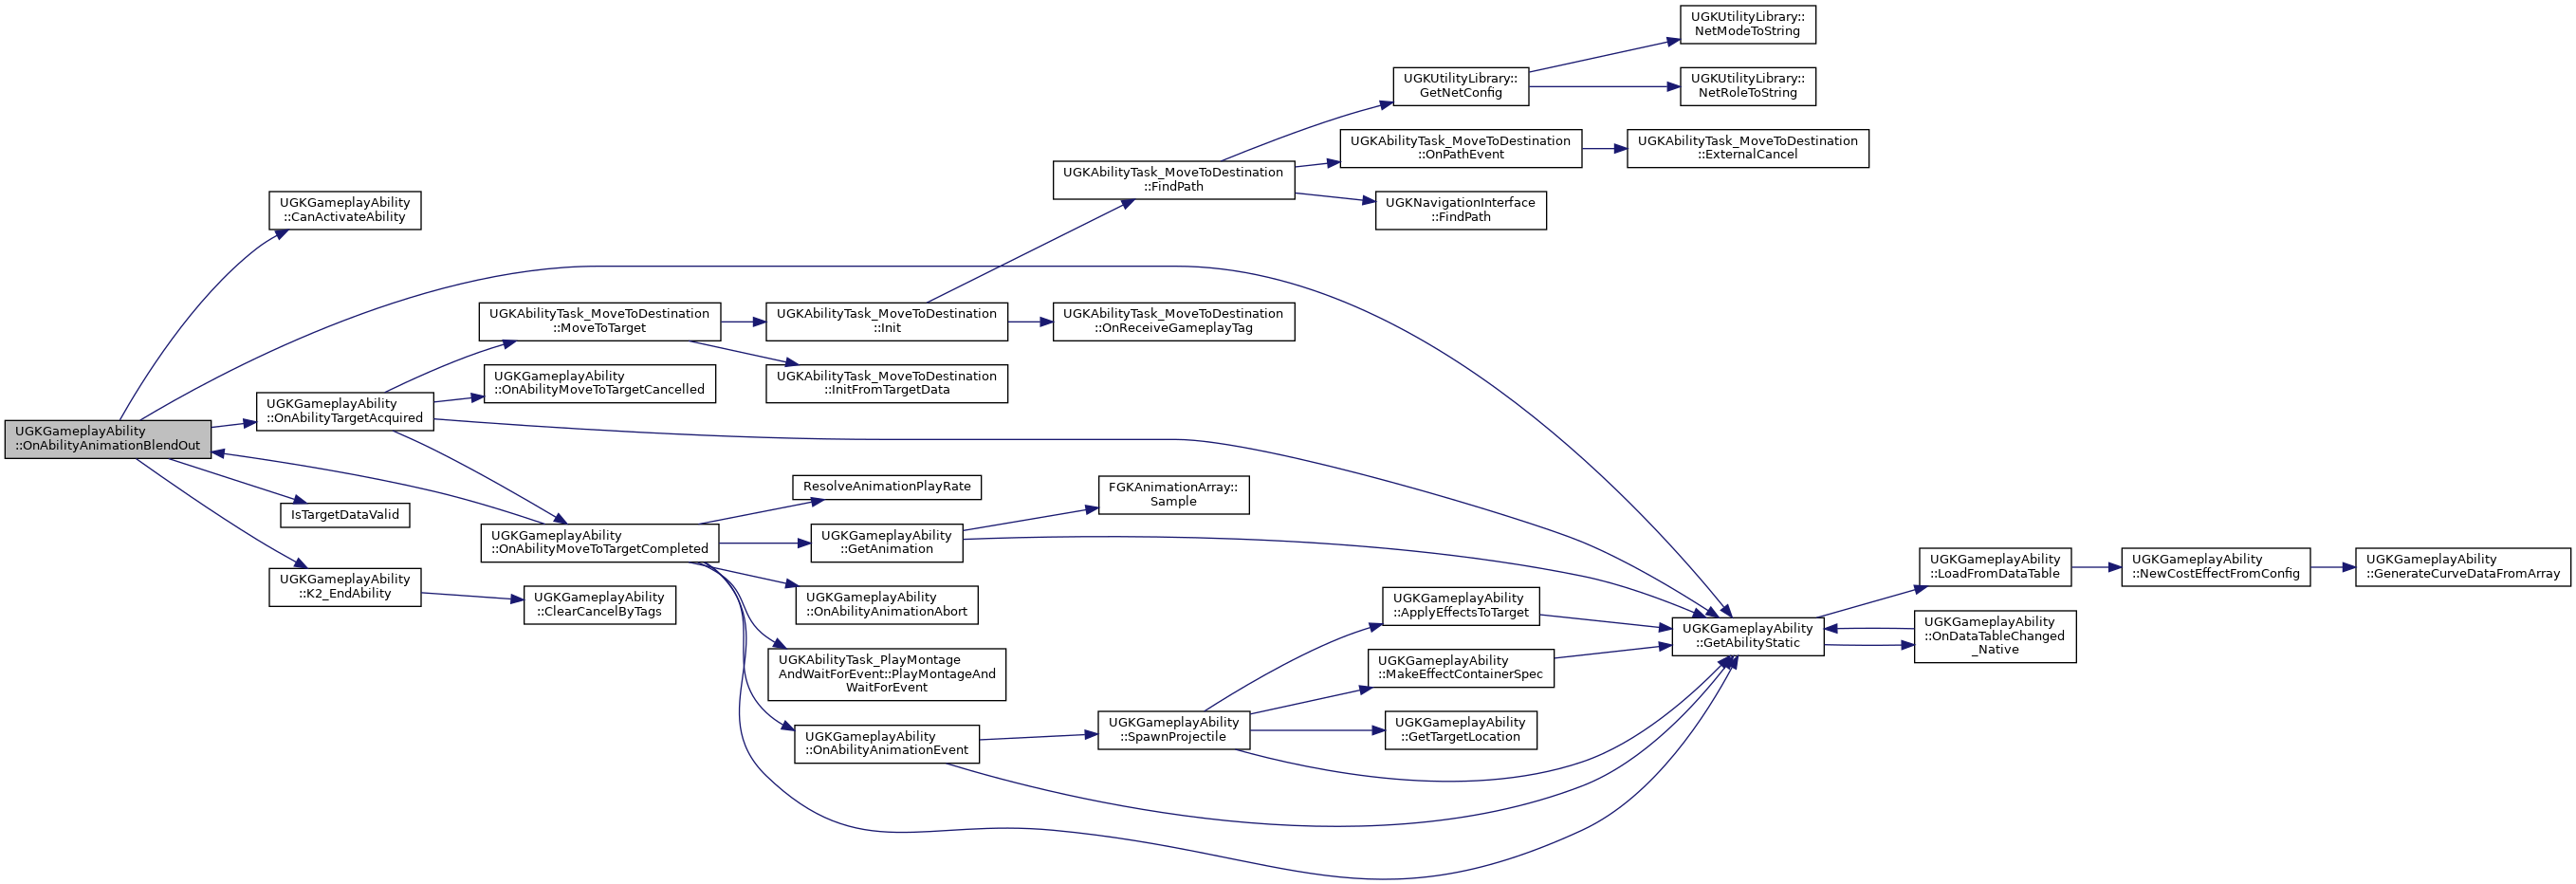 UGKGameplayAbility
::OnAbilityAnimationBlendOut
UGKGameplayAbility
::CanActivateAbility
UGKGameplayAbility
::OnAbilityTargetAcquired
IsTargetDataValid
UGKGameplayAbility
::K2_EndAbility
UGKAbilityTask_MoveToDestination
::MoveToTarget
UGKGameplayAbility
::OnAbilityMoveToTargetCancelled
UGKGameplayAbility
::OnAbilityMoveToTargetCompleted
UGKGameplayAbility
::ClearCancelByTags
UGKAbilityTask_MoveToDestination
::Init
UGKAbilityTask_MoveToDestination
::InitFromTargetData
ResolveAnimationPlayRate
UGKGameplayAbility
::GetAnimation
UGKGameplayAbility
::OnAbilityAnimationAbort
UGKAbilityTask_PlayMontage
AndWaitForEvent::PlayMontageAnd
WaitForEvent
UGKGameplayAbility
::OnAbilityAnimationEvent
UGKAbilityTask_MoveToDestination
::FindPath
UGKAbilityTask_MoveToDestination
::OnReceiveGameplayTag
FGKAnimationArray::
Sample
UGKGameplayAbility
::SpawnProjectile
UGKUtilityLibrary::
GetNetConfig
UGKAbilityTask_MoveToDestination
::OnPathEvent
UGKNavigationInterface
::FindPath
UGKGameplayAbility
::ApplyEffectsToTarget
UGKGameplayAbility
::MakeEffectContainerSpec
UGKGameplayAbility
::GetTargetLocation
UGKUtilityLibrary::
NetModeToString
UGKUtilityLibrary::
NetRoleToString
UGKAbilityTask_MoveToDestination
::ExternalCancel
UGKGameplayAbility
::GetAbilityStatic
UGKGameplayAbility
::LoadFromDataTable
UGKGameplayAbility
::OnDataTableChanged
_Native
UGKGameplayAbility
::NewCostEffectFromConfig
UGKGameplayAbility
::GenerateCurveDataFromArray